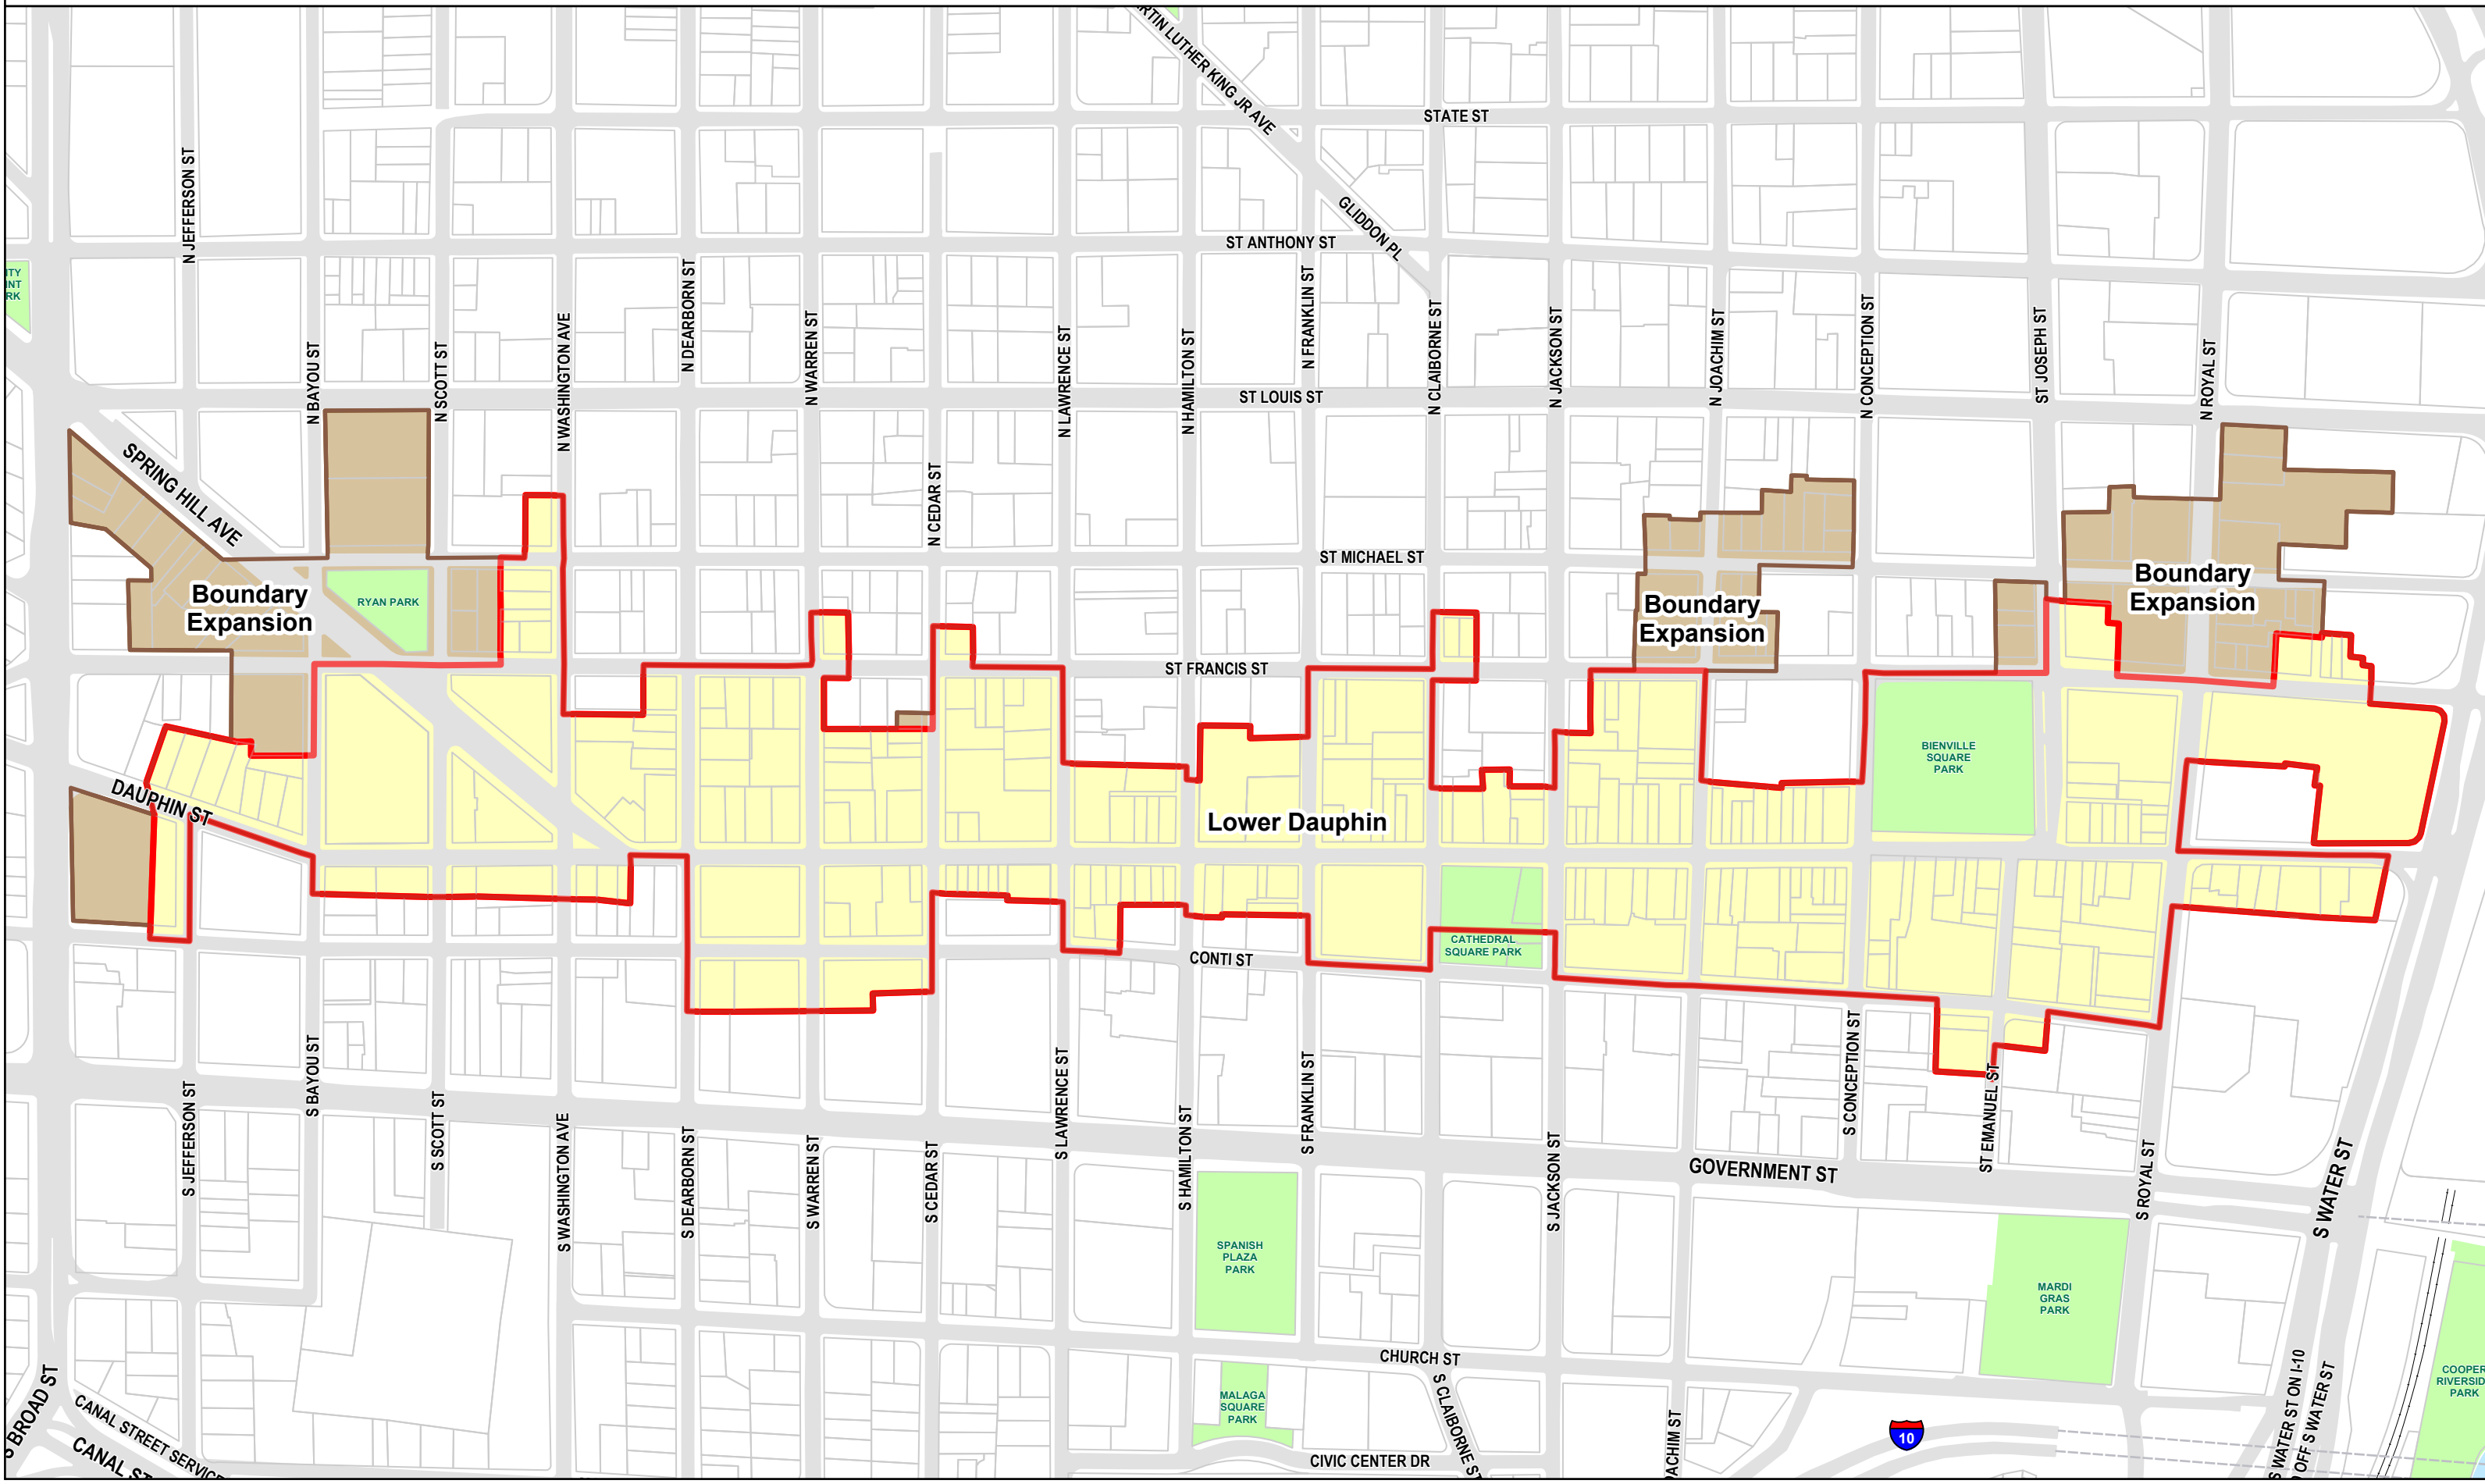 MARTIN LUTHER KING JR AVE
STATE ST
N JEFFERSON ST
GLIDDON PL
ST ANTHONY ST
N BAYOU ST
N SCOTT ST
N WASHINGTON AVE
N DEARBORN ST
N WARREN ST
N CEDAR ST
N LAWRENCE ST
N HAMILTON ST
N FRANKLIN ST
N CLAIBORNE ST
N JACKSON ST
N JOACHIM ST
N CONCEPTION ST
ST JOSEPH ST
N ROYAL ST
ST LOUIS ST
SPRING HILL AVE
ST MICHAEL ST
Boundary
Expansion
RYAN PARK
Boundary
Expansion
Boundary
Expansion
ST FRANCIS ST
BIENVILLE
SQUARE
PARK
DAUPHIN ST
Lower Dauphin
CATHEDRAL
SQUARE PARK
CONTI ST
S JEFFERSON ST
S BAYOU ST
S SCOTT ST
S WASHINGTON AVE
S DEARBORN ST
S WARREN ST
S CEDAR ST
S LAWRENCE ST
S HAMILTON ST
S FRANKLIN ST
S JACKSON ST
S CONCEPTION ST
ST EMANUEL ST
S ROYAL ST
S WATER ST
GOVERNMENT ST
SPANISH
PLAZA
PARK
MARDI
GRAS
PARK
CHURCH ST
S CLAIBORNE ST
MALAGA
SQUARE
PARK
COOPER
RIVERSIDE
PARK
S BROAD ST
CANAL STREET SERVICE
CANAL ST
CIVIC CENTER DR
10
S WATER ST ON I-10
OFF S WATER ST